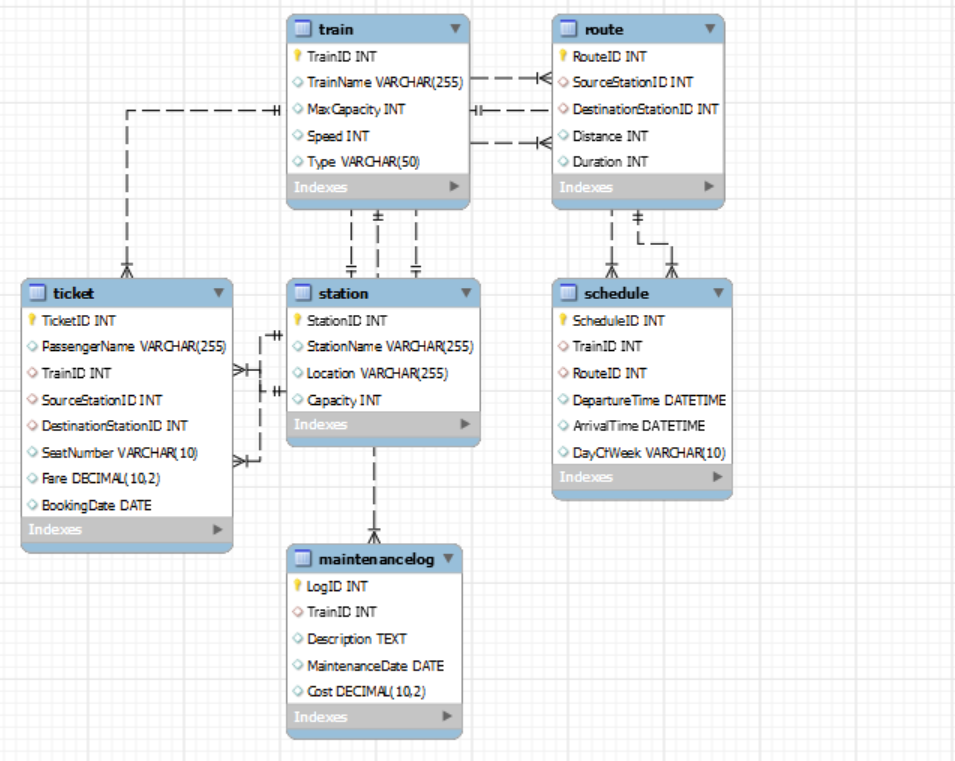 train
TrainID INT
TrainName VARCHAR(255)
MaxCapacity INT
Speed INT
Type VARCHAR(50)
Indexes
route
RouteID INT
SourceStationID INT
DestinationStationID INT
Distance INT
Duration INT
Indexes
ticket
TicketID INT
PassengerName VARCHAR(255)
TrainID INT
SourceStationID INT
DestinationStationID INT
SeatNumber VARCHAR(10)
Fare DECIMAL(10,2)
BookingDate DATE
Indexes
station
StationID INT
StationName VARCHAR(255)
Location VARCHAR(255)
Capacity INT
Indexes
schedule
ScheduleID INT
TrainID INT
RouteID INT
DepartureTime DATETIME
ArrivalTime DATETIME
DayOfWeek VARCHAR(10)
Indexes
maintenancelog
LogID INT
TrainID INT
Description TEXT
MaintenanceDate DATE
Cost DECIMAL(10,2)
Indexes